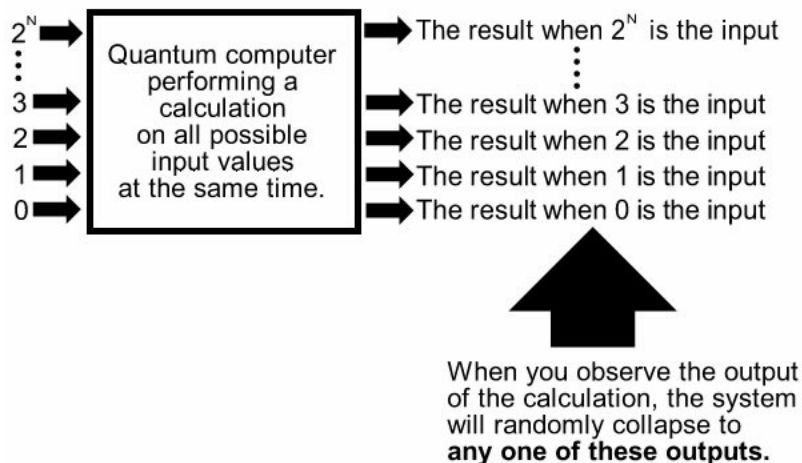 2^N
3
2
1
0
Quantum computer
performing a
calculation
on all possible
input values
at the same time.
The result when 2^N is the input
The result when 3 is the input
The result when 2 is the input
The result when 1 is the input
The result when 0 is the input
When you observe the output
of the calculation, the system
will randomly collapse to
any one of these outputs.